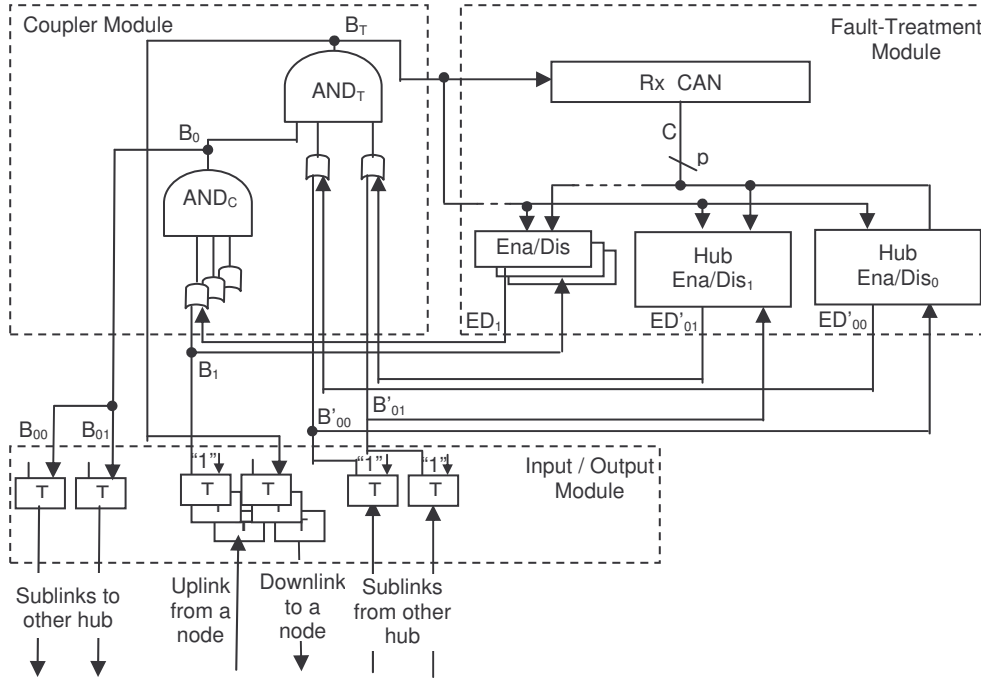 Coupler Module
B_T
Fault-Treatment
Module
AND_T
Rx CAN
C
p
B_0
AND_C
Ena/Dis
Hub
Ena/Dis_1
Hub
Ena/Dis_0
ED_1
ED'_01
ED'_00
B_1
B_00
B_01
B'_00
B'_01
"1"
"1"
"1"
Input / Output
Module
T
T
T
T
T
T
Sublinks to
other hub
Uplink
from a
node
Downlink
to a
node
Sublinks
from other
hub